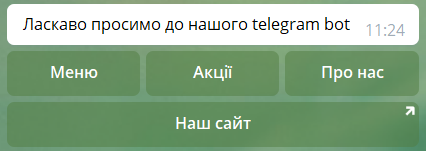 Ласкаво просимо до нашого telegram bot
11:24
Меню Акції Про нас
Наш сайт